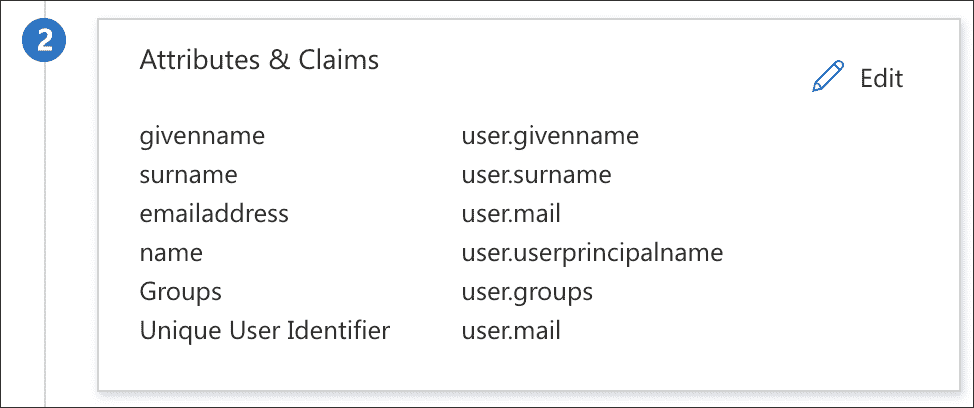 2
Attributes & Claims
Edit
givenname user.givenname
surname user.surname
emailaddress user.mail
name user.userprincipalname
Groups user.groups
Unique User Identifier user.mail